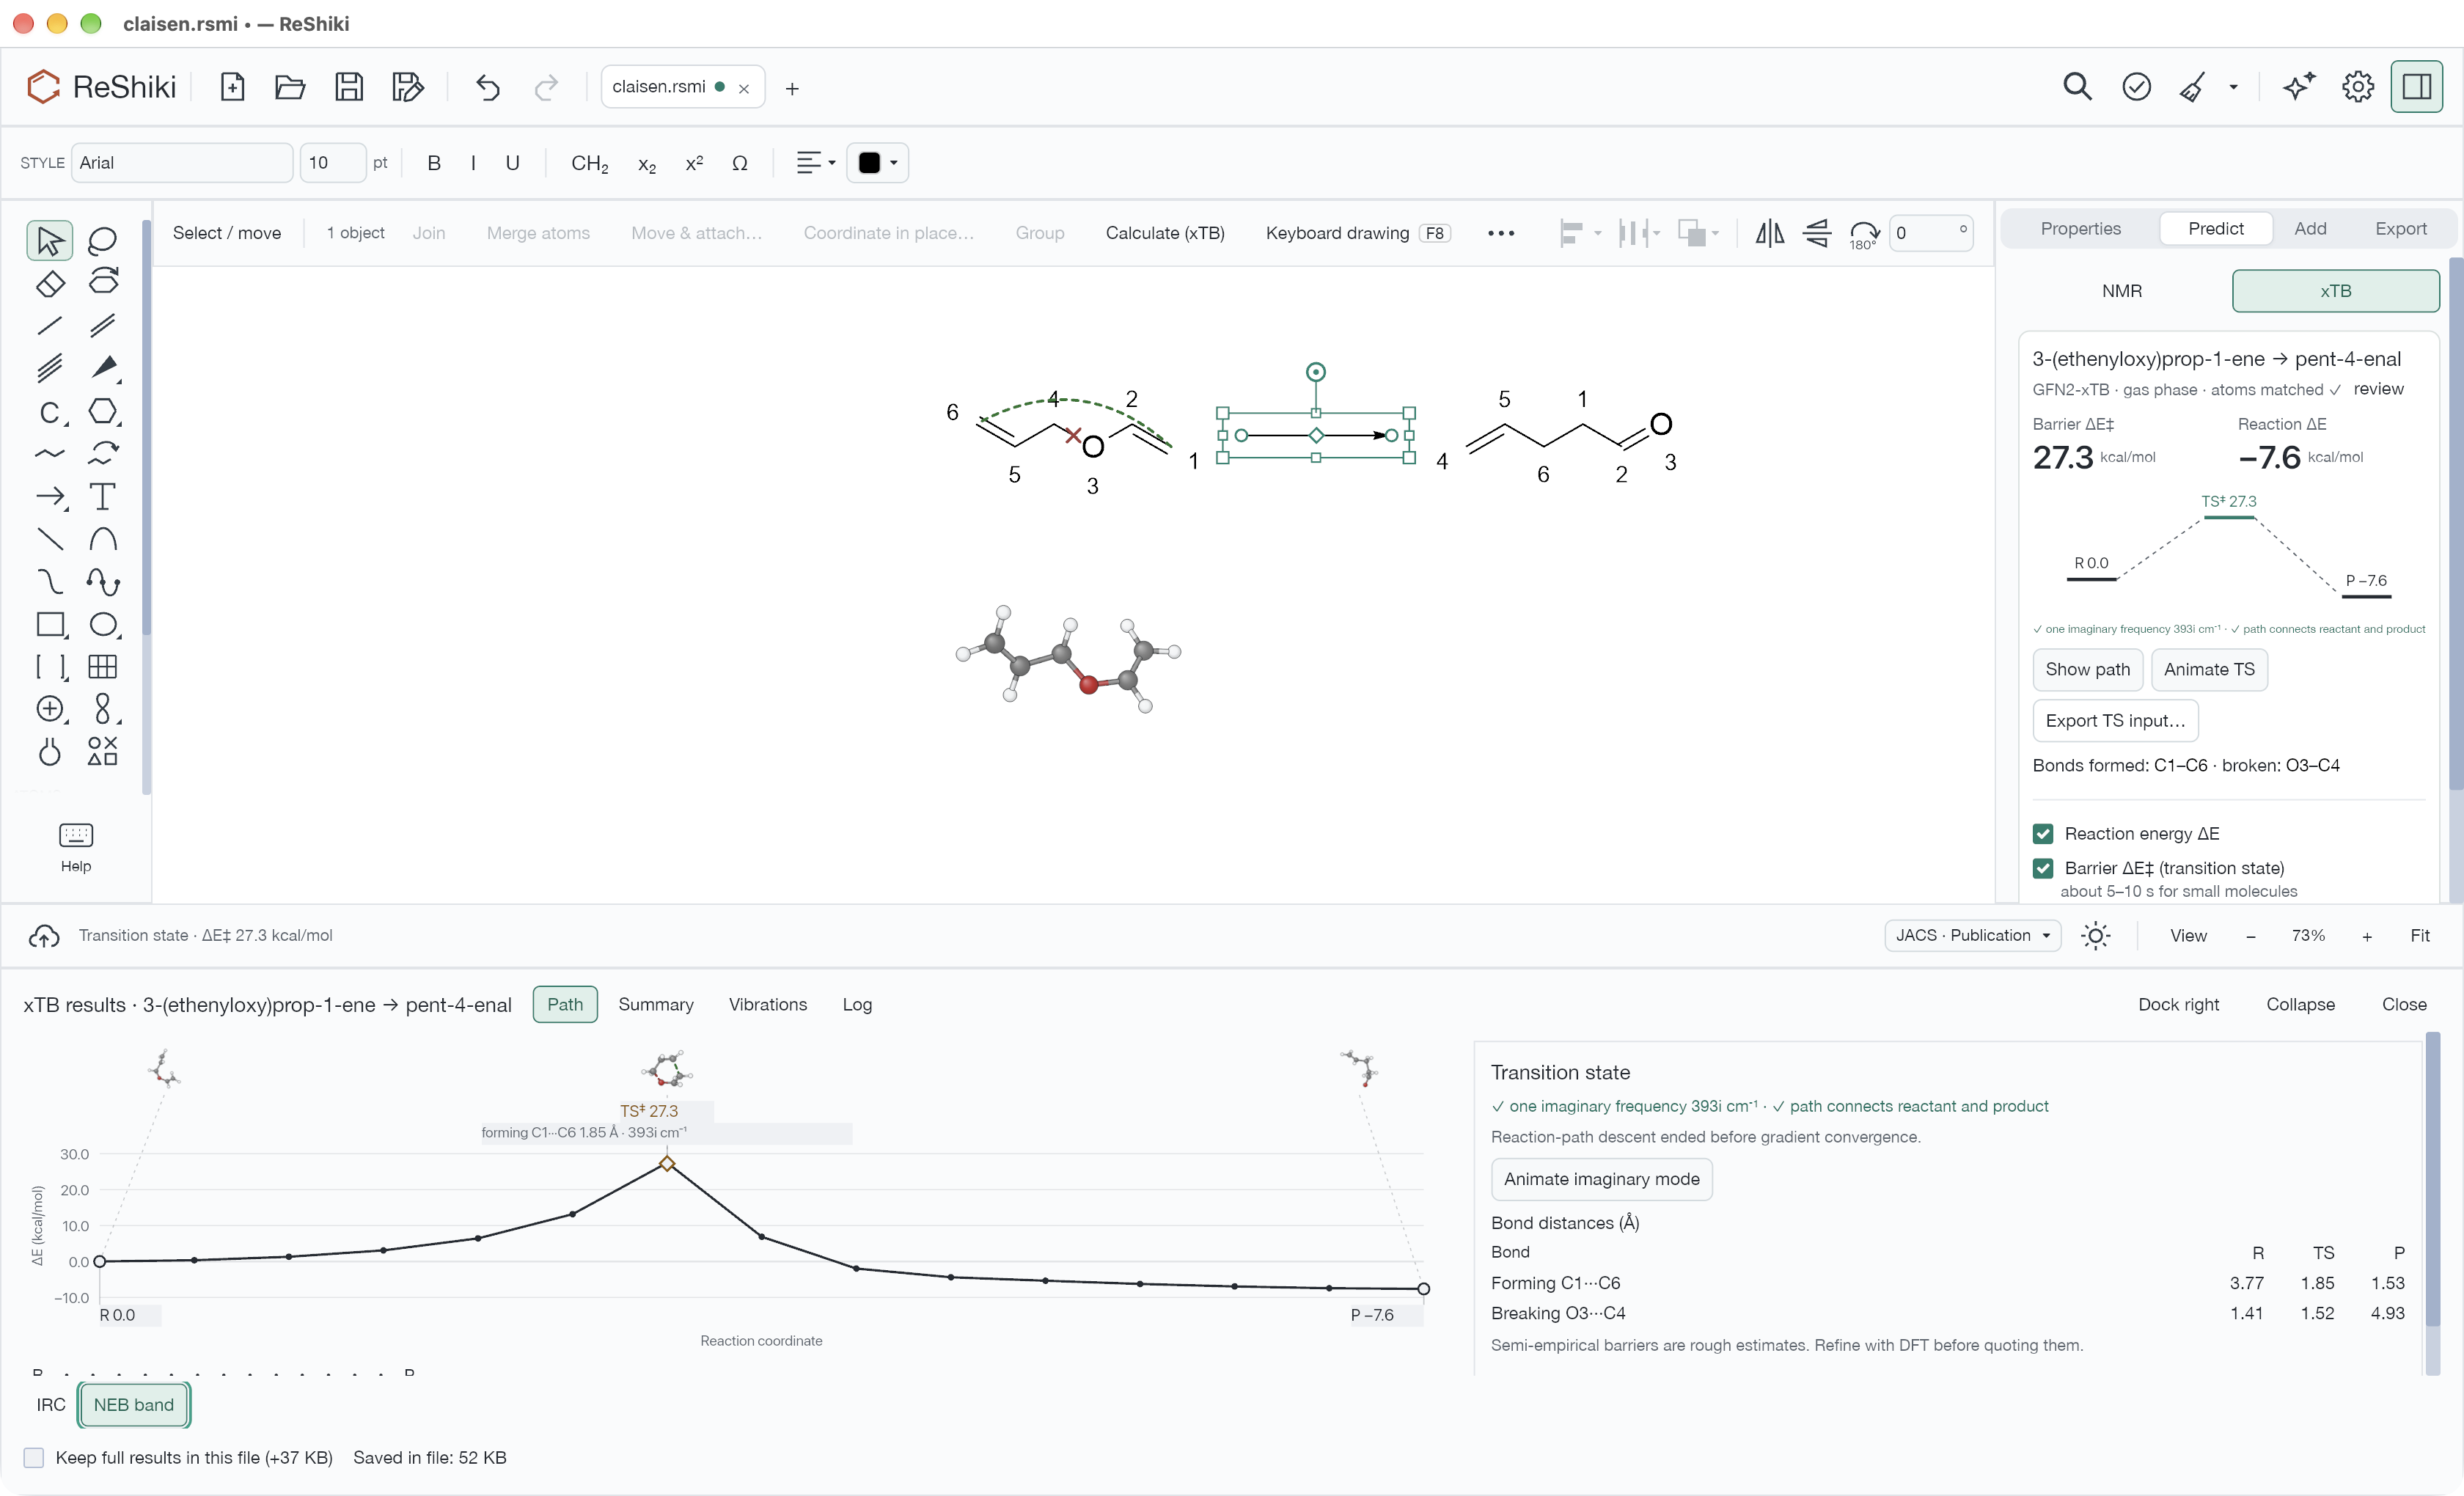 claisen.rsmi • — ReShiki
ReShiki
claisen.rsmi
STYLE Arial 10 pt B I U CH₂ x₂ x² Ω
Select / move 1 object Join Merge atoms Move & attach... Coordinate in place... Group Calculate (xTB) Keyboard drawing F8 ••• 180° 0 °
Properties Predict Add Export
NMR xTB
3-(ethenyloxy)prop-1-ene → pent-4-enal
GFN2-xTB · gas phase · atoms matched ✓ review
Barrier ΔE‡ Reaction ΔE
27.3 kcal/mol −7.6 kcal/mol
TS‡ 27.3
R 0.0
P −7.6
✓ one imaginary frequency 393i cm⁻¹ · ✓ path connects reactant and product
Show path Animate TS
Export TS input...
Bonds formed: C1–C6 · broken: O3–C4
Reaction energy ΔE
Barrier ΔE‡ (transition state)
about 5–10 s for small molecules
6 4 2 5 1
O O
5 3 1 4 6 2 3
C
T
Help
Transition state · ΔE‡ 27.3 kcal/mol
JACS · Publication View − 73% + Fit
xTB results · 3-(ethenyloxy)prop-1-ene → pent-4-enal Path Summary Vibrations Log Dock right Collapse Close
TS‡ 27.3
forming C1···C6 1.85 Å · 393i cm⁻¹
30.0
20.0
10.0
0.0
−10.0
ΔE (kcal/mol)
R 0.0
P −7.6
Reaction coordinate
Transition state
✓ one imaginary frequency 393i cm⁻¹ · ✓ path connects reactant and product
Reaction-path descent ended before gradient convergence.
Animate imaginary mode
Bond distances (Å)
Bond R TS P
Forming C1···C6 3.77 1.85 1.53
Breaking O3···C4 1.41 1.52 4.93
Semi-empirical barriers are rough estimates. Refine with DFT before quoting them.
IRC NEB band
Keep full results in this file (+37 KB) Saved in file: 52 KB